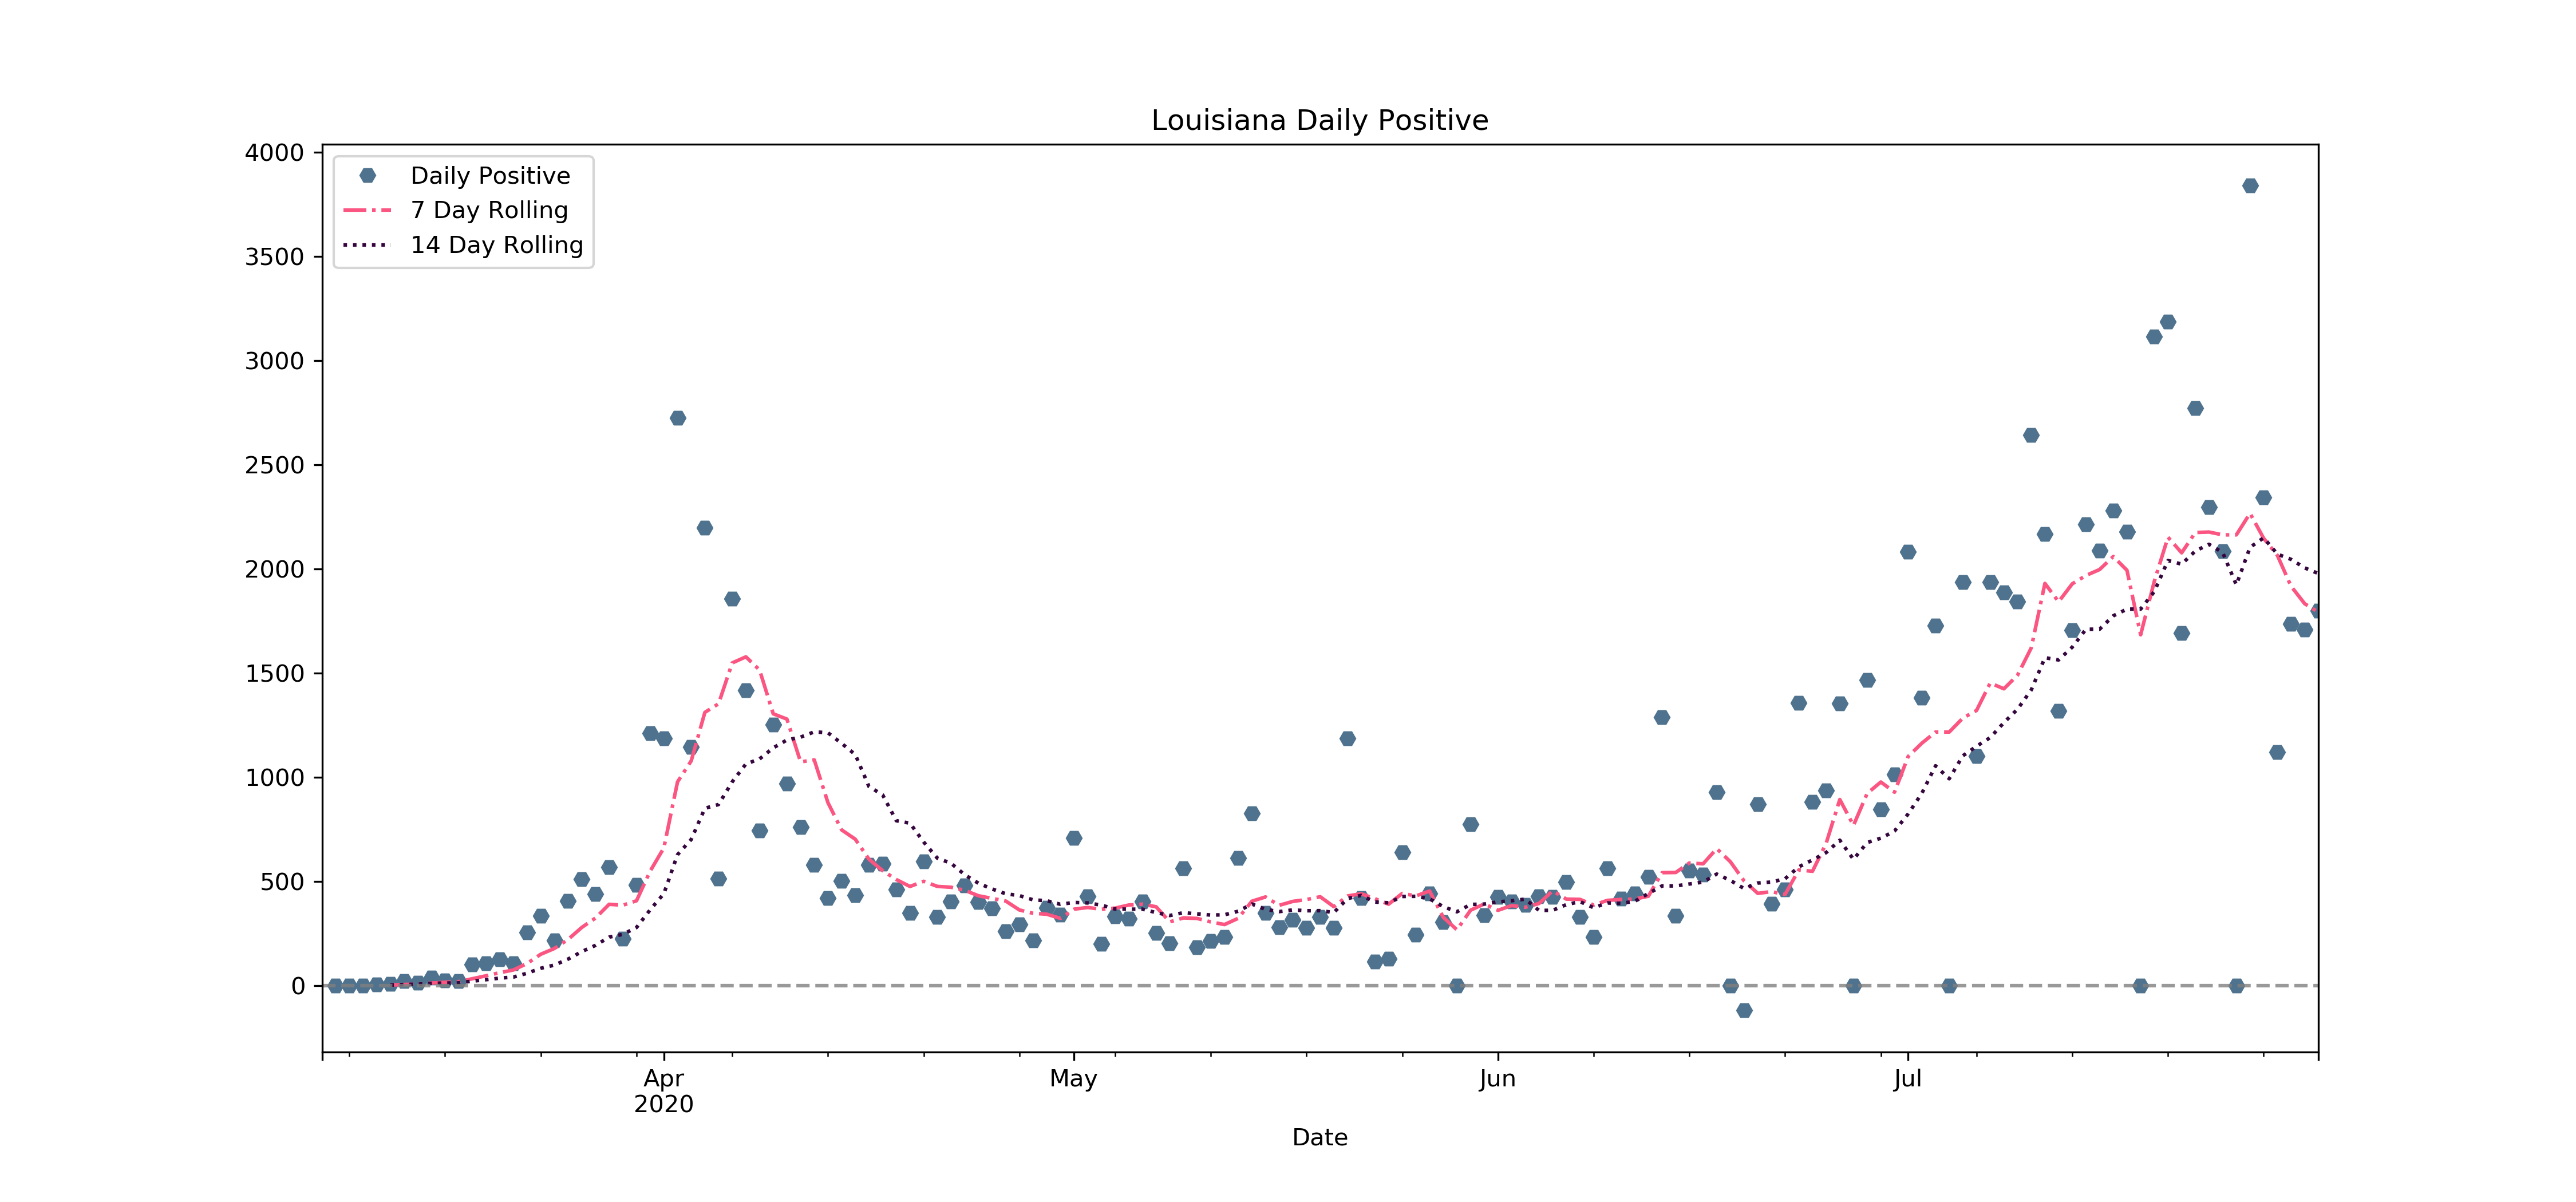 Louisiana Daily Positive
4000
3500
3000
2500
2000
1500
1000
500
0
Daily Positive
7 Day Rolling
14 Day Rolling
Apr
2020
May
Jun
Jul
Date